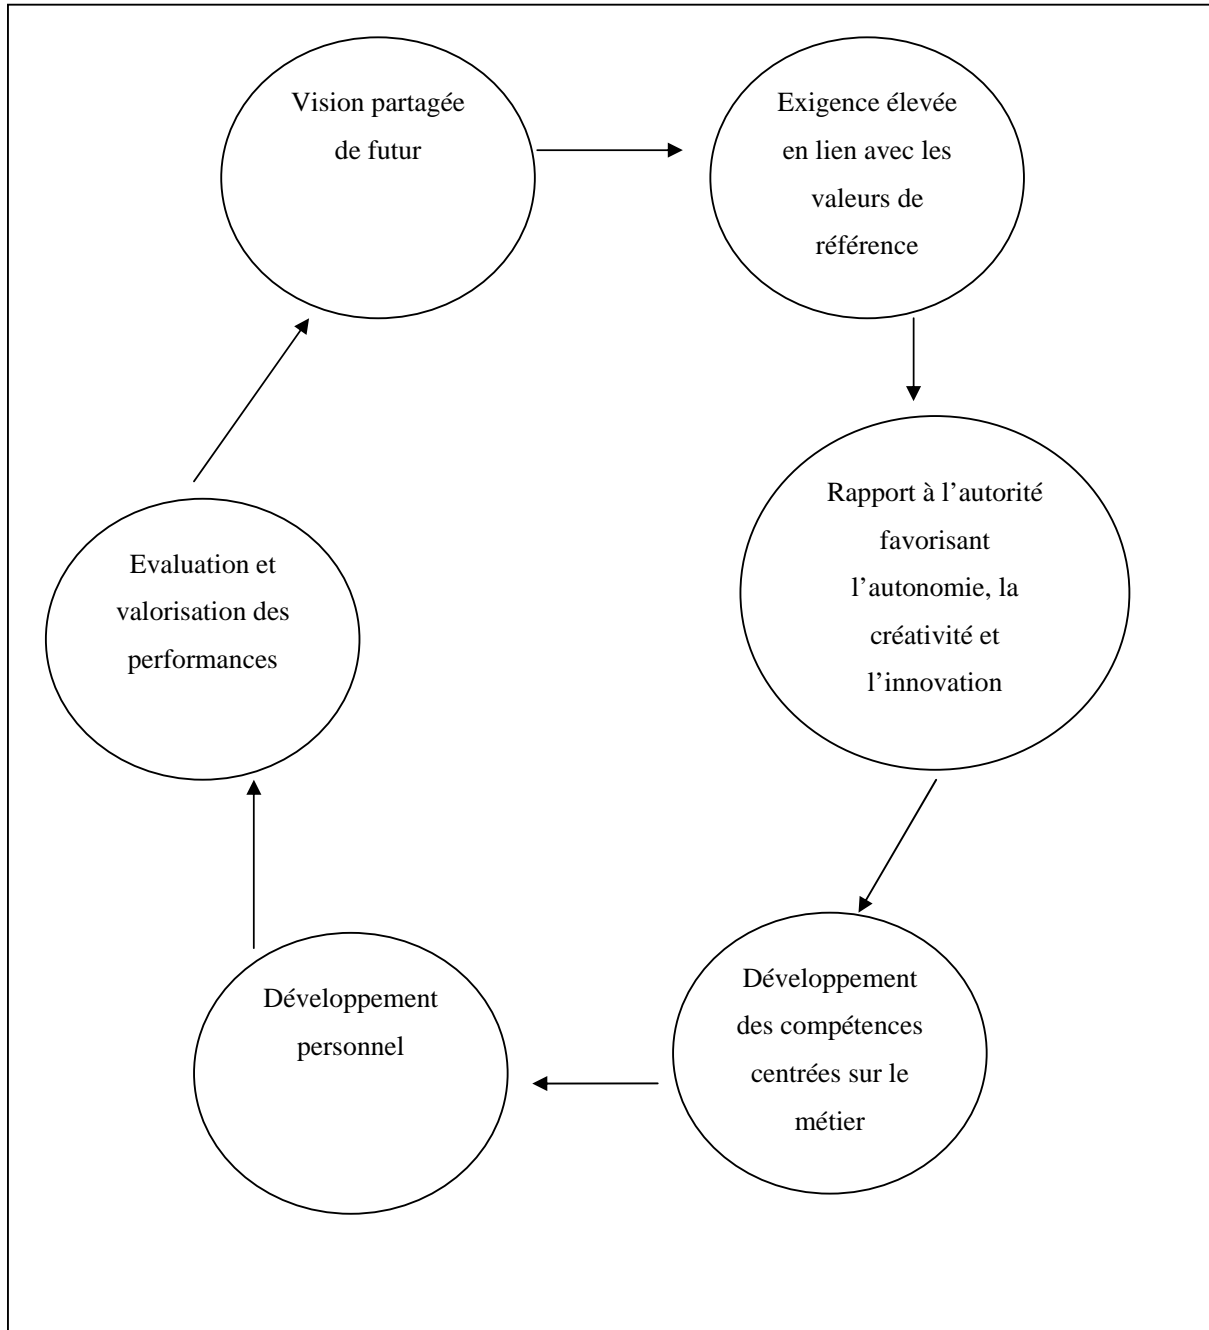 Vision partagée
de futur
Exigence élevée
en lien avec les
valeurs de
référence
Rapport à l’autorité
favorisant
l’autonomie, la
créativité et
l’innovation
Développement
des compétences
centrées sur le
métier
Développement
personnel
Evaluation et
valorisation des
performances